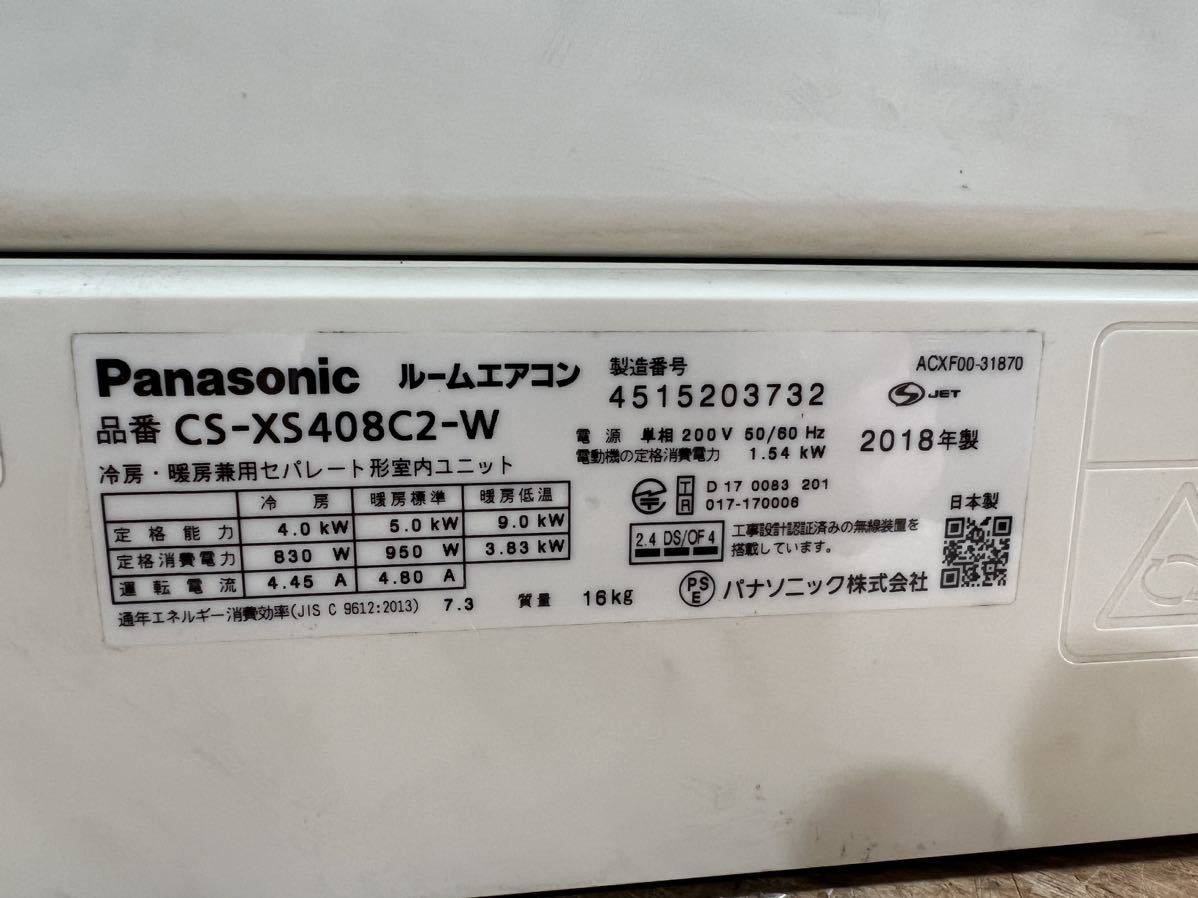 Panasonic ルームエアコン
品番 CS-XS408C2-W
冷房・暖房兼用セパレート形室内ユニット
冷房 暖房標準 暖房低温
定格能力 4.0 kW 5.0 kW 9.0 kW
定格消費電力 830 W 950 W 3.83 kW
運転電流 4.45 A 4.80 A
通年エネルギー消費効率(JIS C 9612:2013) 7.3 質量 16kg
製造番号
4515203732
ACXF00-31870
S JET
電源 単相 200V 50/60 Hz
電動機の定格消費電力 1.54 kW
2018年製
T D 17 0083 201
R 017-170006
日本製
2.4 DS/OF 4
工事設計認証済みの無線装置を
搭載しています。
PSE パナソニック株式会社